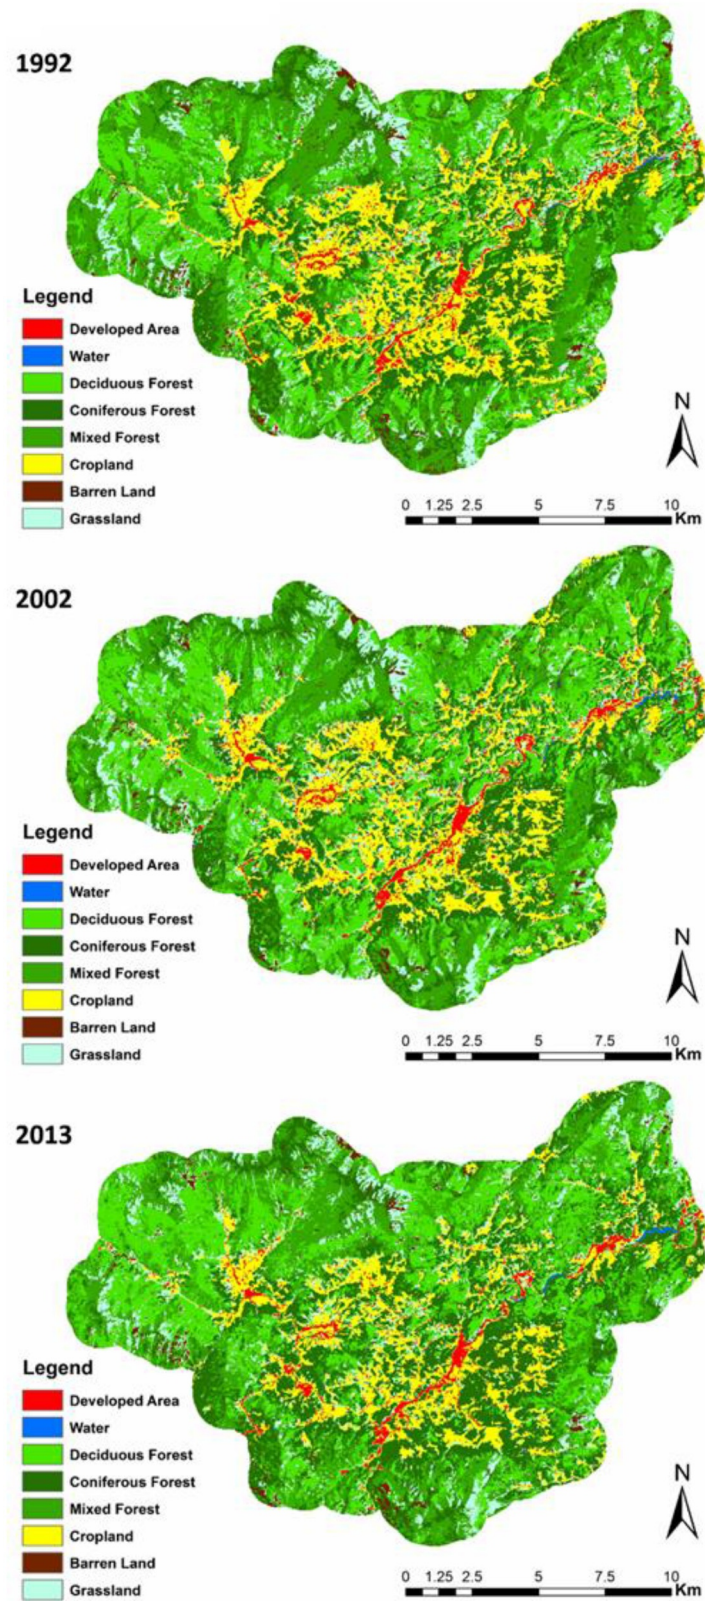 1992
Legend
Developed Area
Water
Deciduous Forest
Coniferous Forest
Mixed Forest
Cropland
Barren Land
Grassland
N
0 1.25 2.5 5 7.5 10
Km
2002
Legend
Developed Area
Water
Deciduous Forest
Coniferous Forest
Mixed Forest
Cropland
Barren Land
Grassland
N
0 1.25 2.5 5 7.5 10
Km
2013
Legend
Developed Area
Water
Deciduous Forest
Coniferous Forest
Mixed Forest
Cropland
Barren Land
Grassland
N
0 1.25 2.5 5 7.5 10
Km